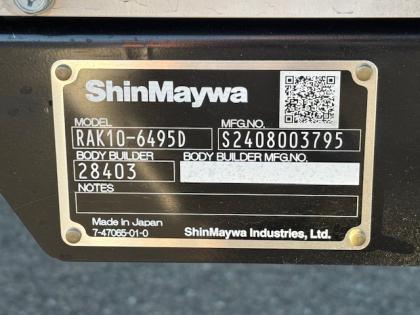 ShinMaywa
MODEL MFG.NO.
RAK10-6495D S2408003795
BODY BUILDER BODY BUILDER MFG.NO.
28403
NOTES
Made in Japan
7-47065-01-0 ShinMaywa Industries, Ltd.